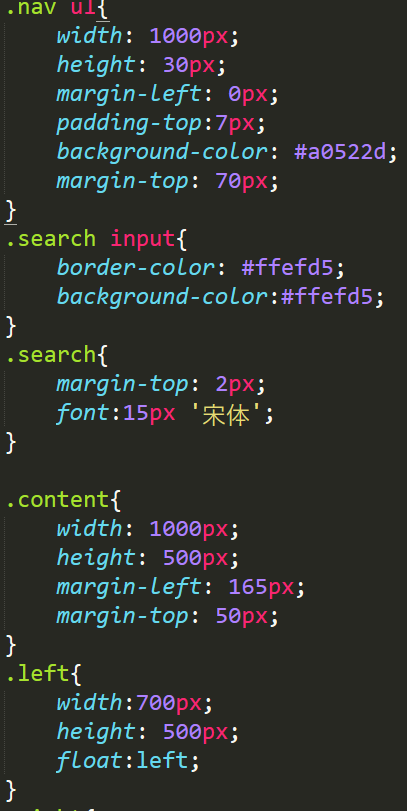 .nav ul{
width: 1000px;
height: 30px;
margin-left: 0px;
padding-top:7px;
background-color: #a0522d;
margin-top: 70px;
}
.search input{
border-color: #ffefd5;
background-color:#ffefd5;
}
.search{
margin-top: 2px;
font:15px '宋体';
}
.content{
width: 1000px;
height: 500px;
margin-left: 165px;
margin-top: 50px;
}
.left{
width:700px;
height: 500px;
float:left;
}